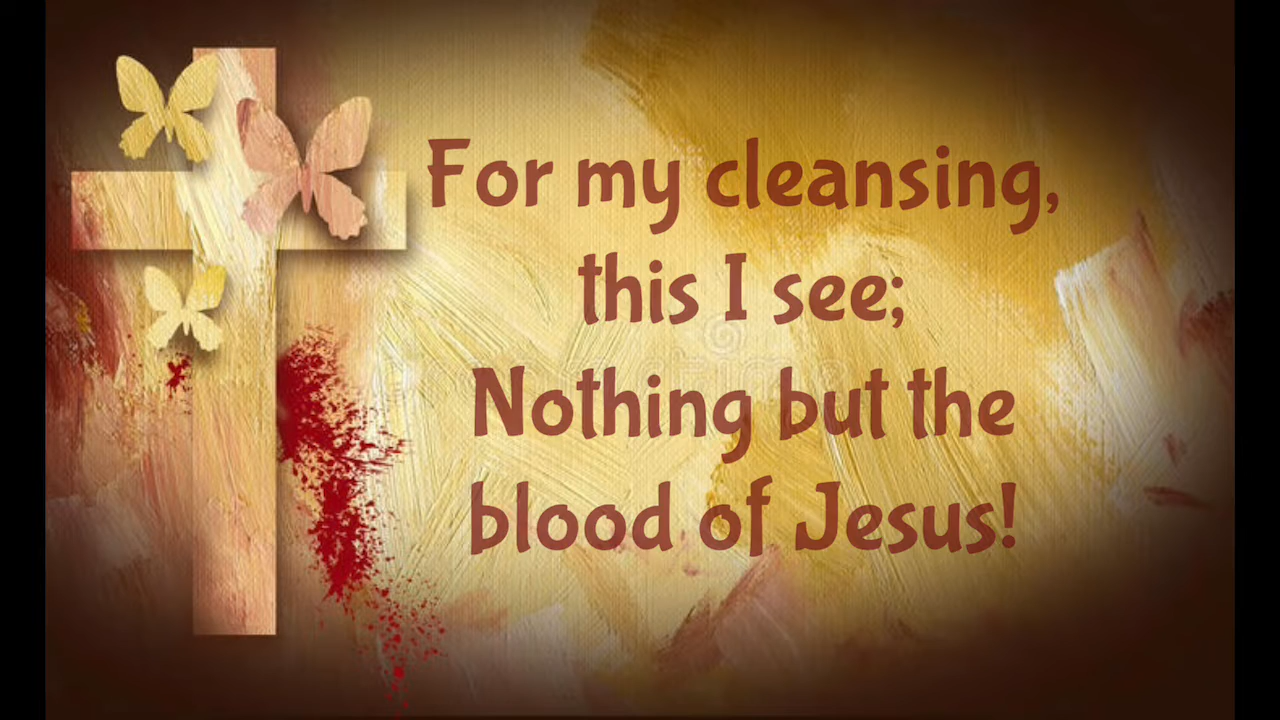 For my cleansing,
this I see;
Nothing but the
blood of Jesus!